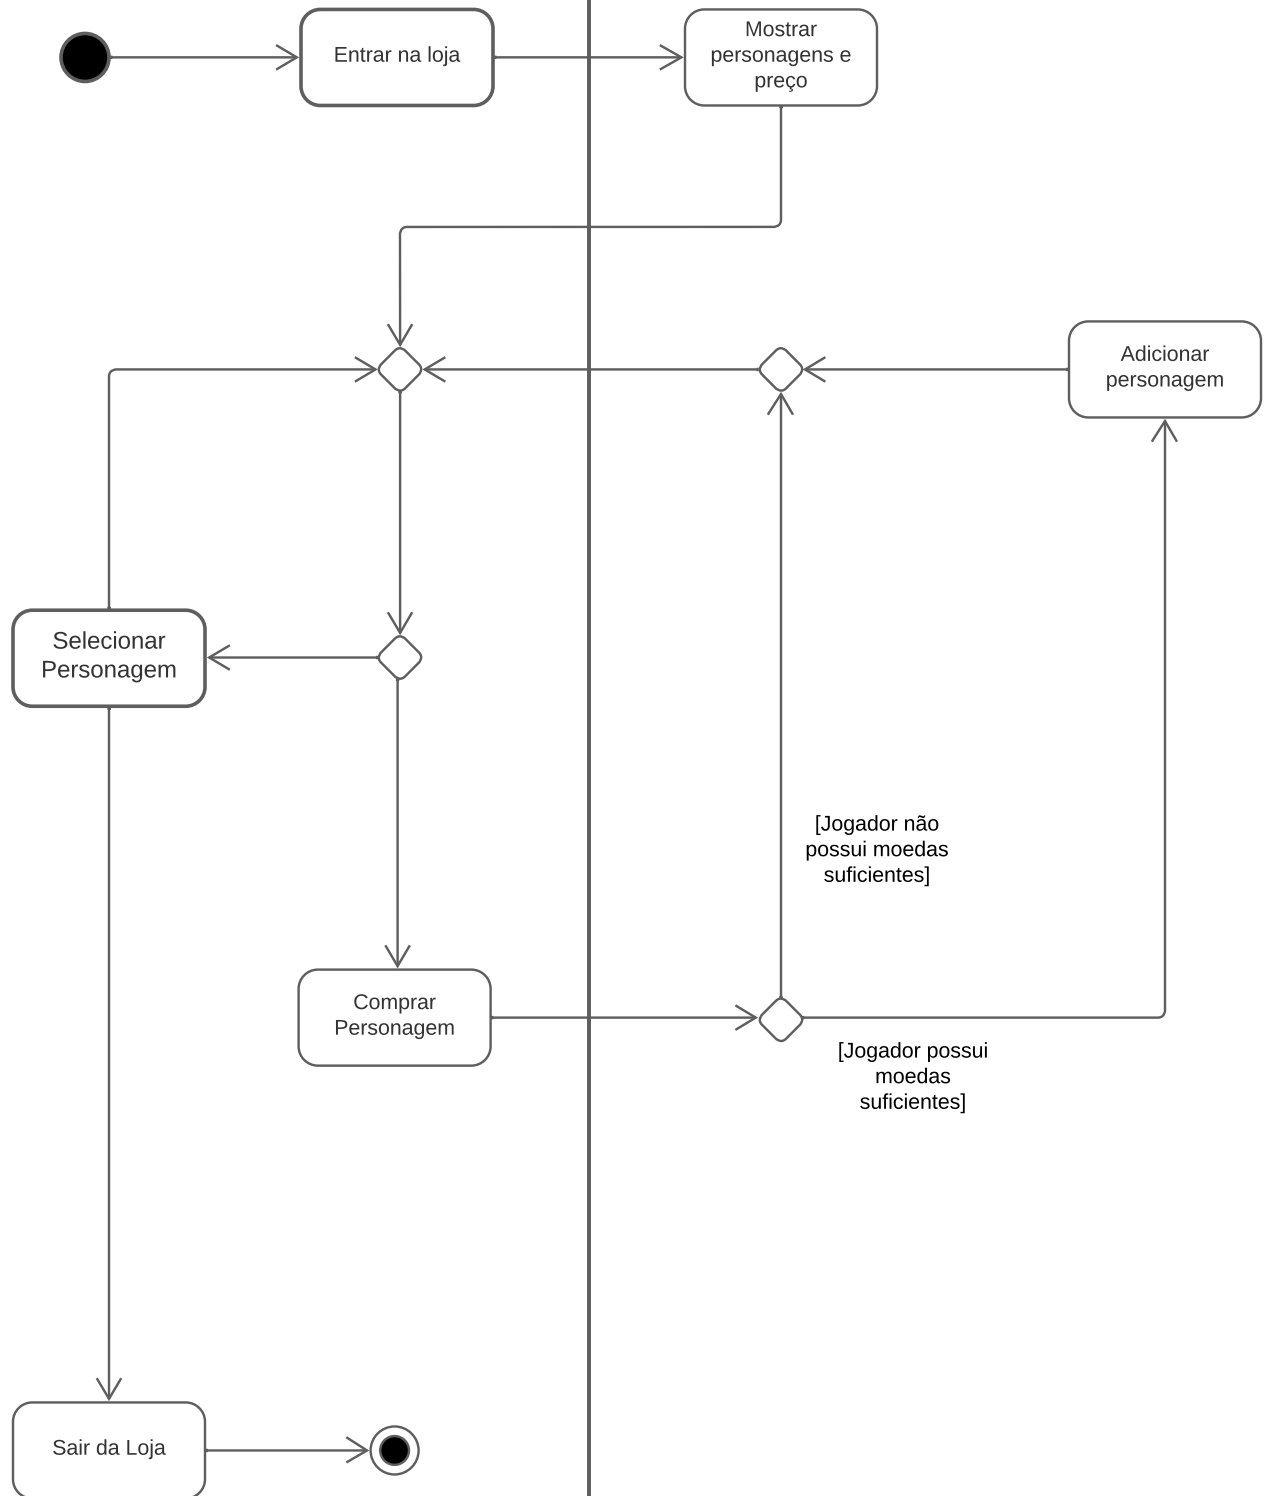 Entrar na loja
Mostrar
personagens e
preço
Adicionar
personagem
Selecionar
Personagem
[Jogador não
possui moedas
suficientes]
Comprar
Personagem
[Jogador possui
moedas
suficientes]
Sair da Loja